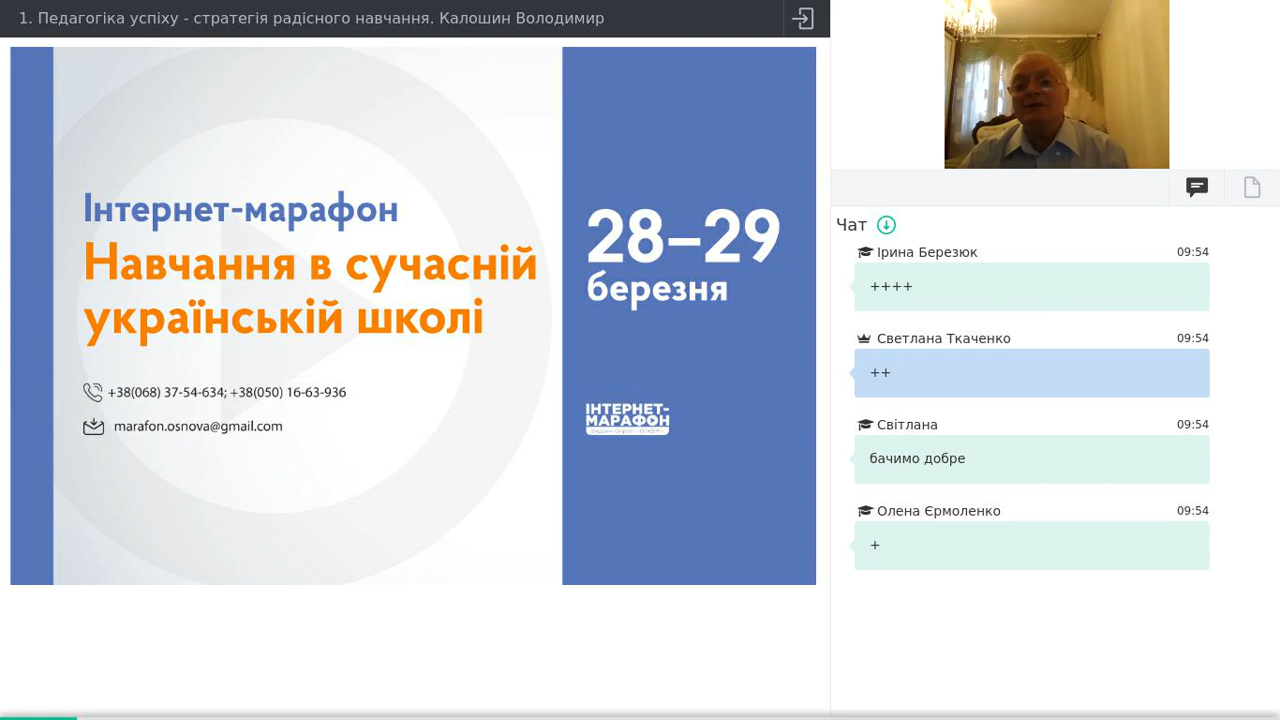 1. Педагогіка успіху - стратегія радісного навчання. Калошин Володимир
Інтернет-марафон
Навчання в сучасній
українській школі
+38(068) 37-54-634; +38(050) 16-63-936
marafon.osnova@gmail.com
28–29
березня
ІНТЕРНЕТ-
МАРАФОН
Чат
Ірина Березюк 09:54
++++
Светлана Ткаченко 09:54
++
Світлана 09:54
бачимо добре
Олена Єрмоленко 09:54
+